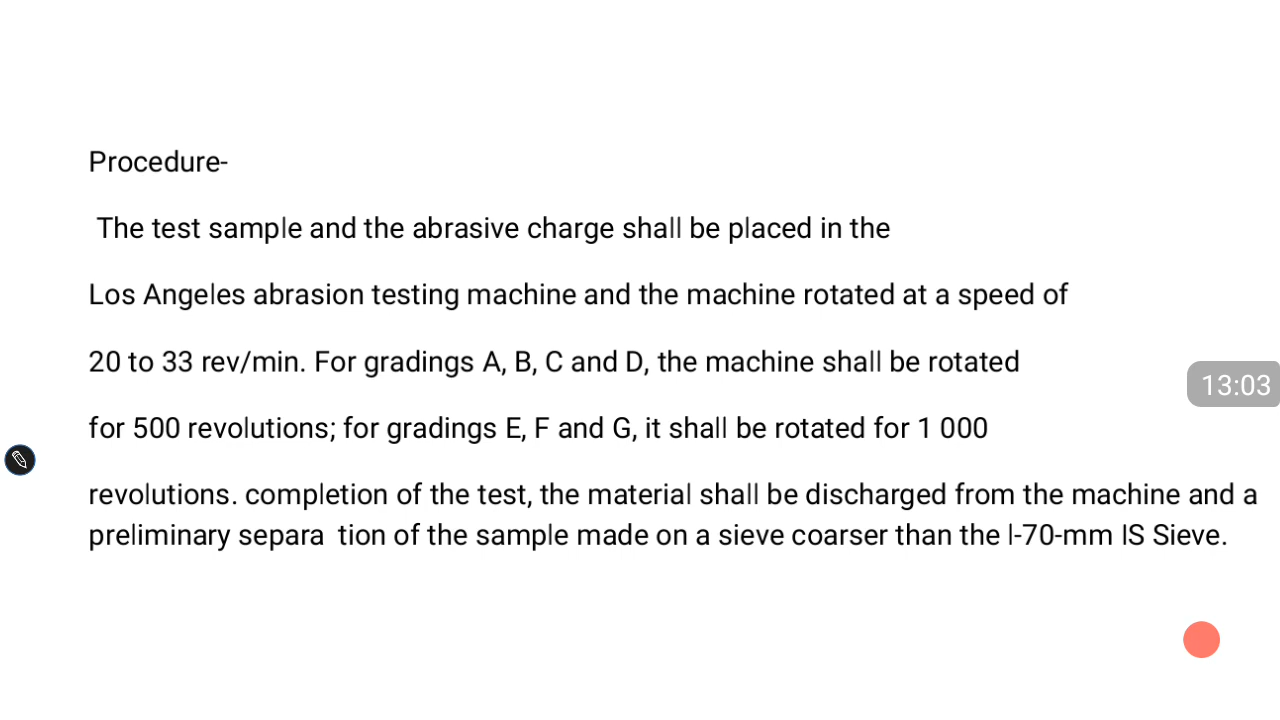 Procedure-
The test sample and the abrasive charge shall be placed in the
Los Angeles abrasion testing machine and the machine rotated at a speed of
20 to 33 rev/min. For gradings A, B, C and D, the machine shall be rotated
13:03
for 500 revolutions; for gradings E, F and G, it shall be rotated for 1 000
revolutions. completion of the test, the material shall be discharged from the machine and a
preliminary separa  tion of the sample made on a sieve coarser than the l-70-mm IS Sieve.